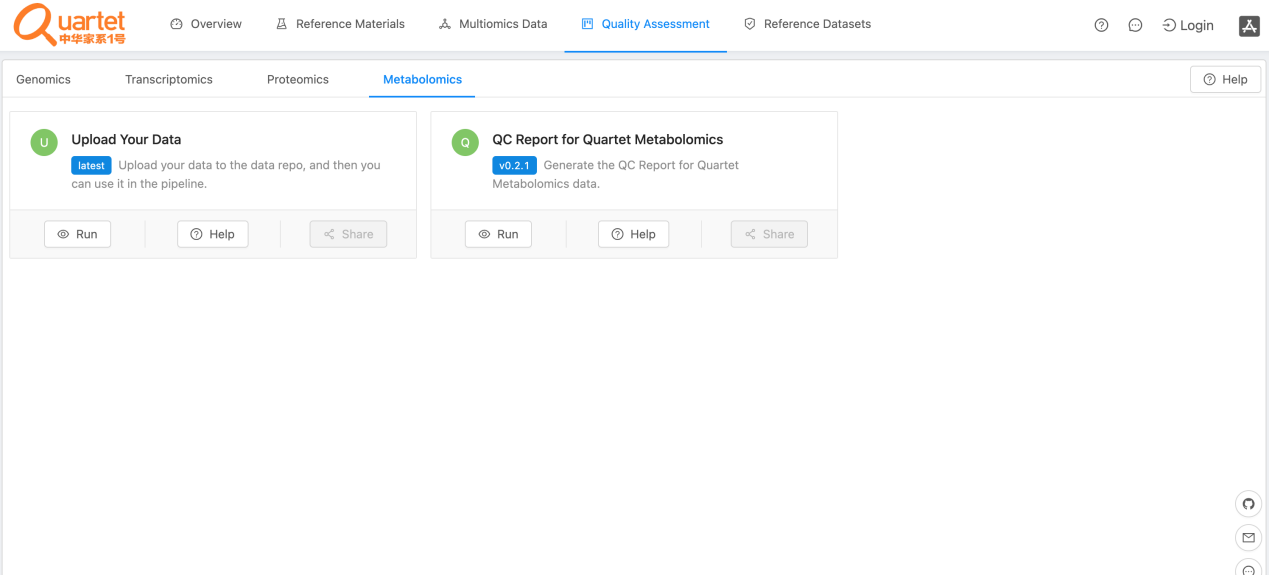 Quartet
中华家系1号
Overview
Reference Materials
Multiomics Data
Quality Assessment
Reference Datasets
Login
Genomics
Transcriptomics
Proteomics
Metabolomics
Help
U
Upload Your Data
latest Upload your data to the data repo, and then you
can use it in the pipeline.
Run
Help
Share
Q
QC Report for Quartet Metabolomics
v0.2.1 Generate the QC Report for Quartet
Metabolomics data.
Run
Help
Share